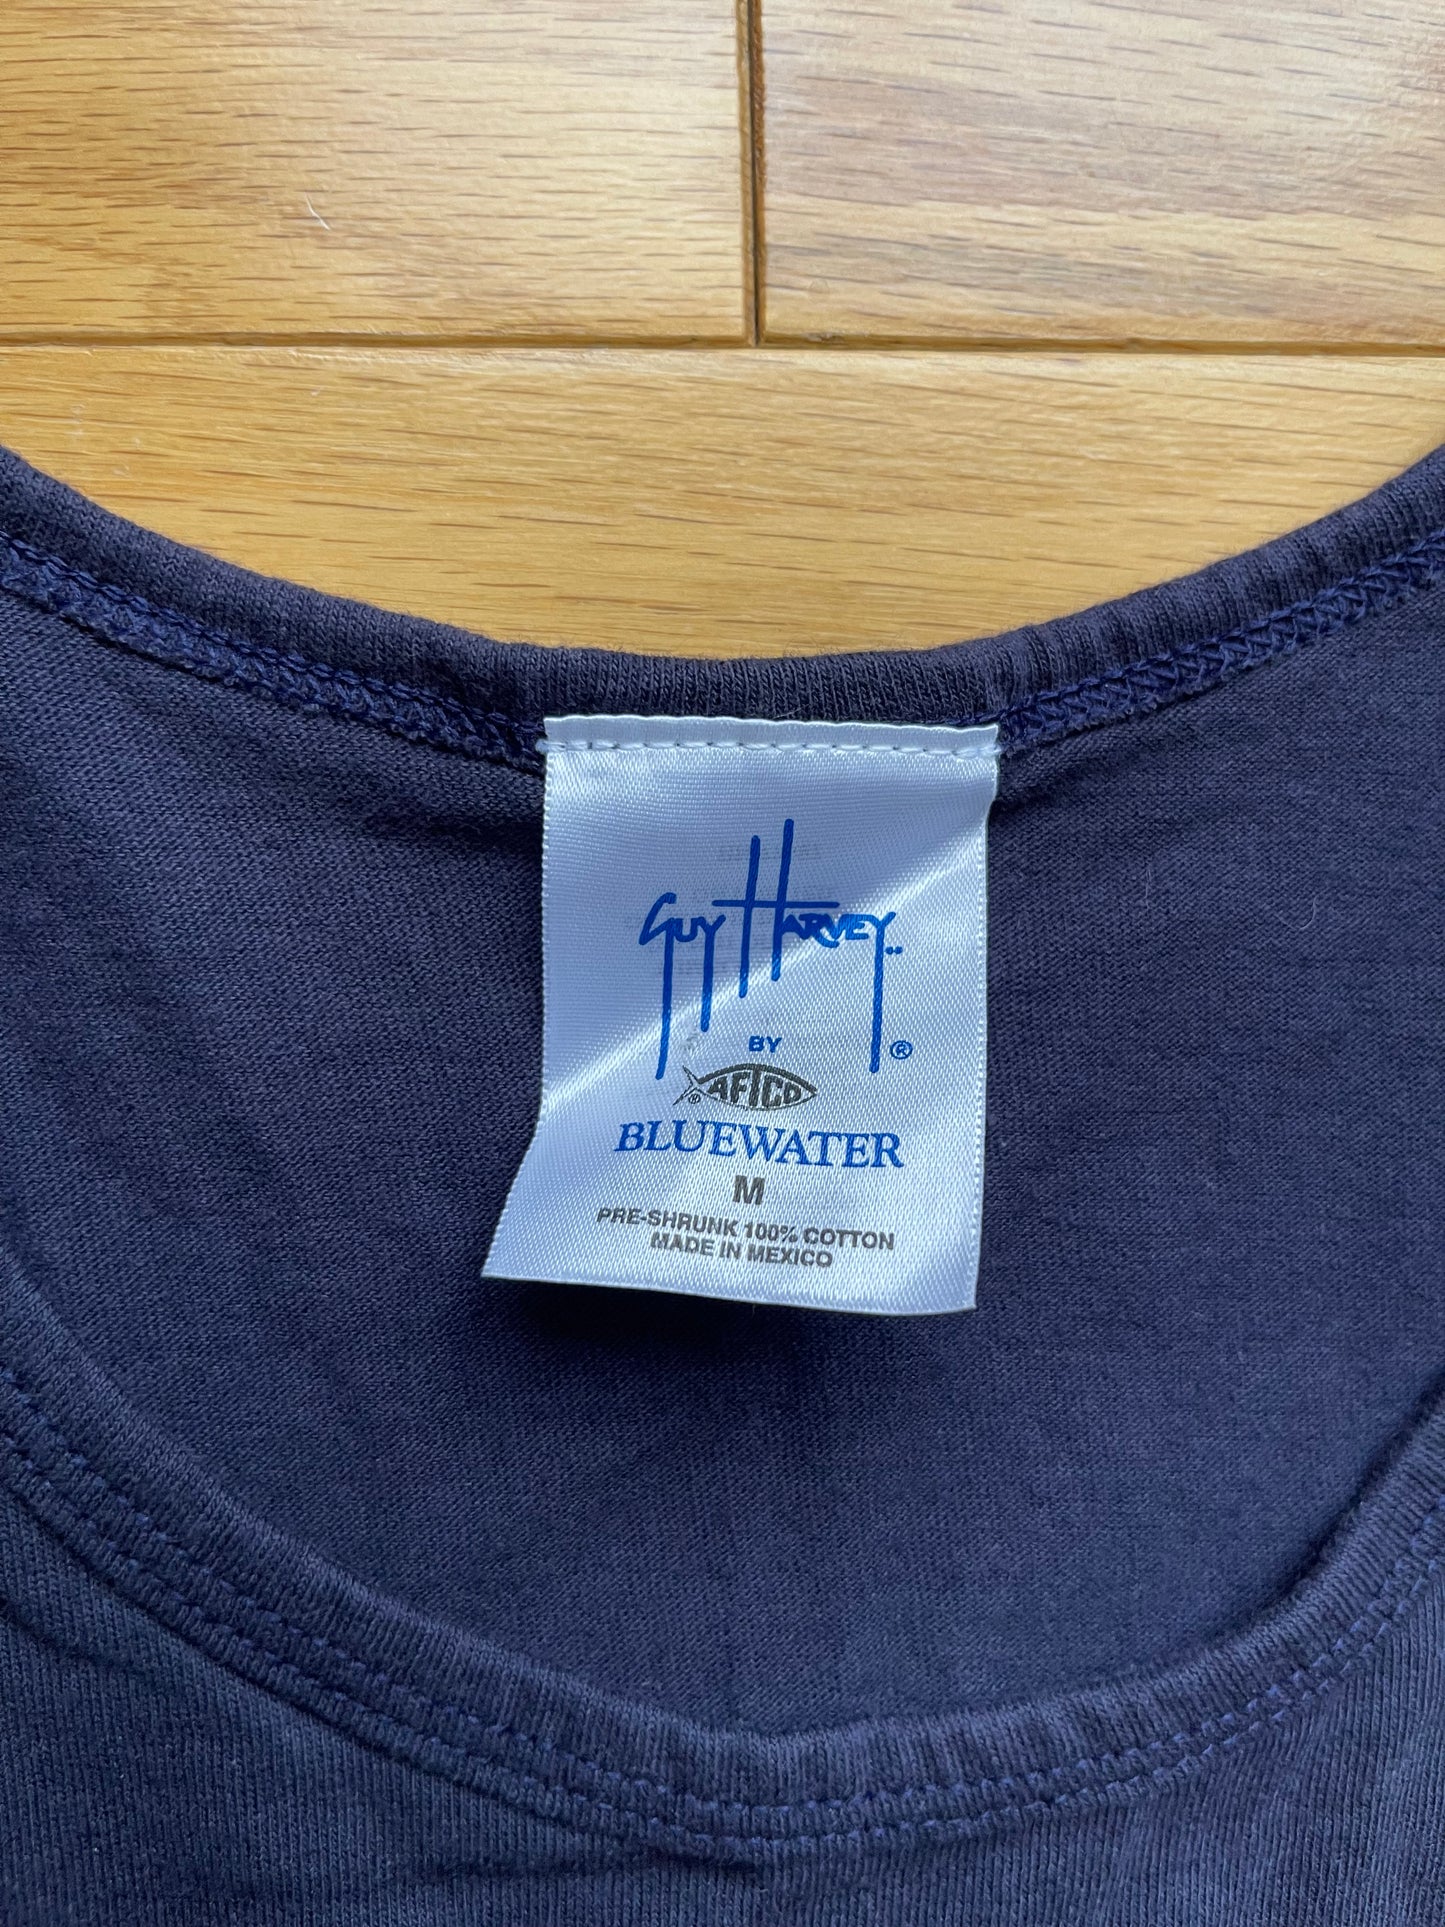 GUY HARVEY
BY ®
AFTCO ®
BLUEWATER
M
PRE-SHRUNK 100% COTTON
MADE IN MEXICO